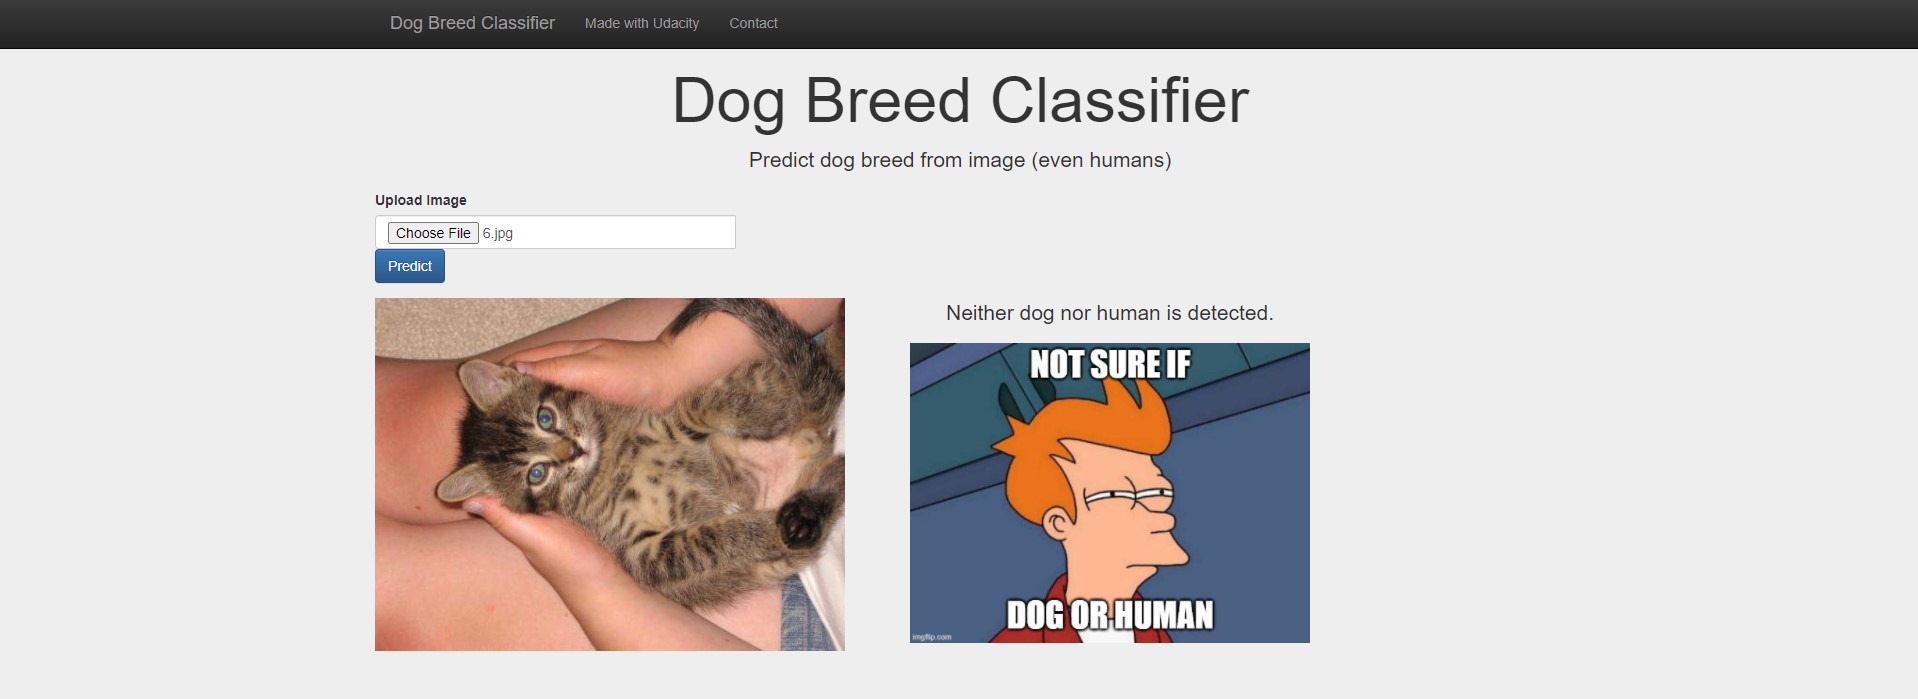 Dog Breed Classifier Made with Udacity Contact
Dog Breed Classifier
Predict dog breed from image (even humans)
Upload Image
Choose File 6.jpg
Predict
Neither dog nor human is detected.
NOT SURE IF
DOG OR HUMAN
imgflip.com